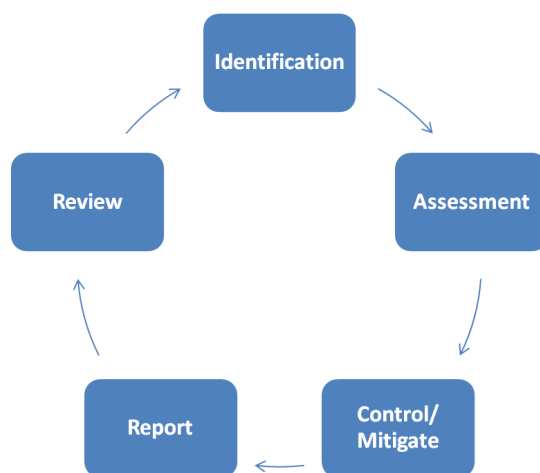 Identification
Assessment
Control/
Mitigate
Report
Review